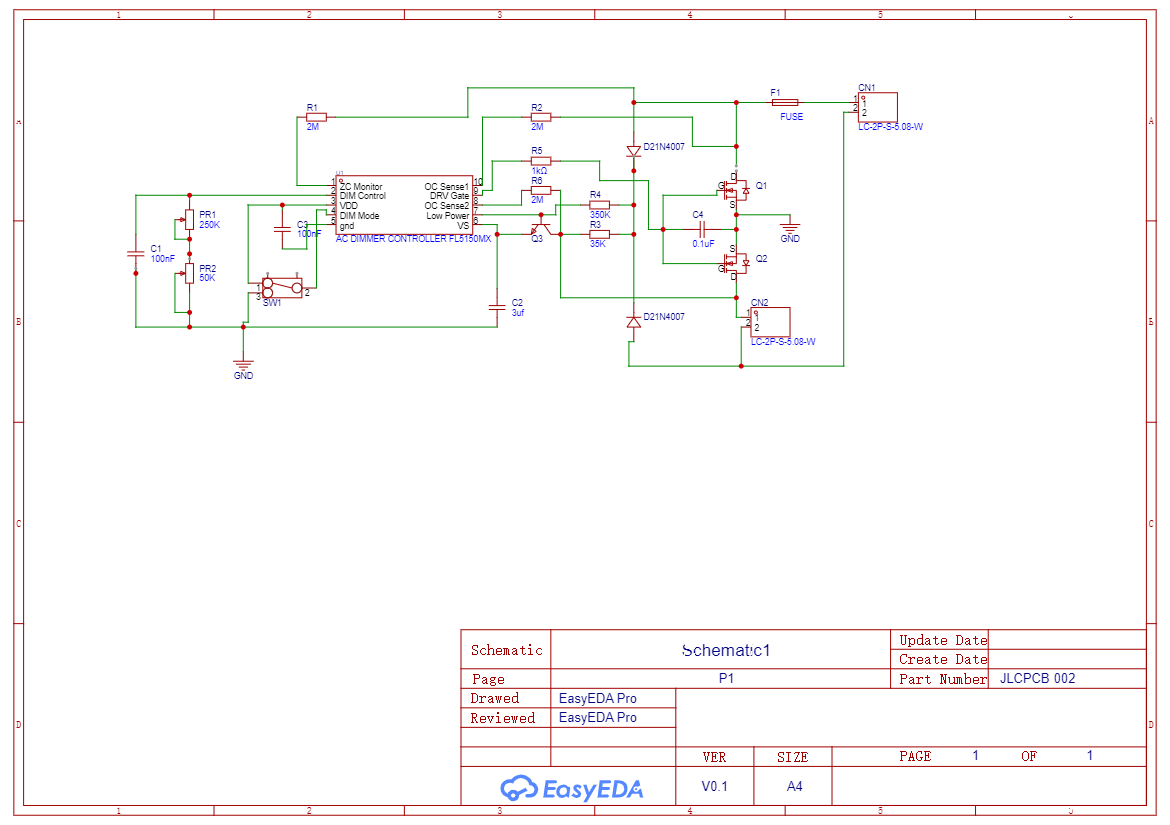 1 2 3 4 5
A A
B B
C C
D D
R1
2M
R2
2M
R5
1kΩ
R6
2M
R4
350K
R3
35K
U1
1 ZC Monitor OC Sense1 10
2 DIM Control DRV Gate 9
3 VDD OC Sense2 8
4 DIM Mode Low Power 7
5 gnd VS 6
AC DIMMER CONTROLLER FL5150MX
PR1
250K
PR2
50K
C1
100nF
C3
100nF
SW1
1
3
2
GND
C2
3uf
Q3
D21N4007
D21N4007
F1
FUSE
CN1
1 1
2 2
LC-2P-S-5.08-W
D
G
S
Q1
C4
0.1uF
GND
S
G
D
Q2
CN2
1 1
2 2
LC-2P-S-5.08-W
Schematic Schematic1
Update Date
Create Date
Page P1 Part Number JLCPCB 002
Drawed EasyEDA Pro
Reviewed EasyEDA Pro
VER SIZE PAGE 1 OF 1
EasyEDA V0.1 A4
1 2 3 4 5